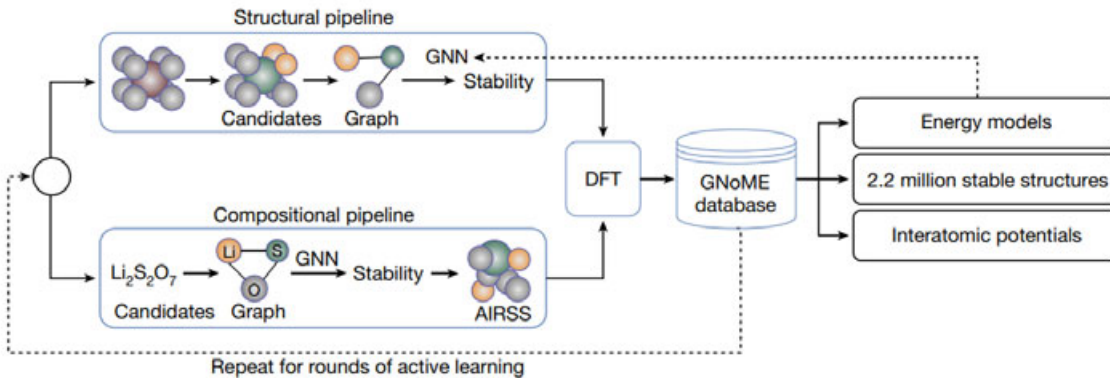 Structural pipeline
GNN
Stability
Candidates
Graph
Energy models
DFT
GNoME
database
2.2 million stable structures
Interatomic potentials
Compositional pipeline
Li
S
O
Li₂S₂O₇
GNN
Stability
Candidates
Graph
AIRSS
Repeat for rounds of active learning